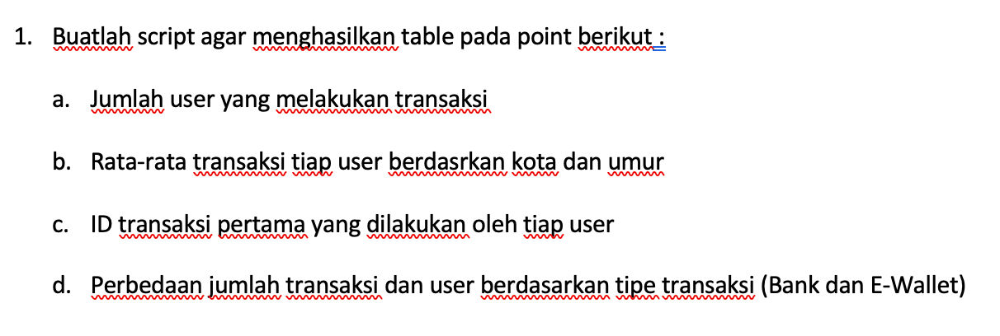 1. Buatlah script agar menghasilkan table pada point berikut :
a. Jumlah user yang melakukan transaksi
b. Rata-rata transaksi tiap user berdasrkan kota dan umur
c. ID transaksi pertama yang dilakukan oleh tiap user
d. Perbedaan jumlah transaksi dan user berdasarkan tipe transaksi (Bank dan E-Wallet)